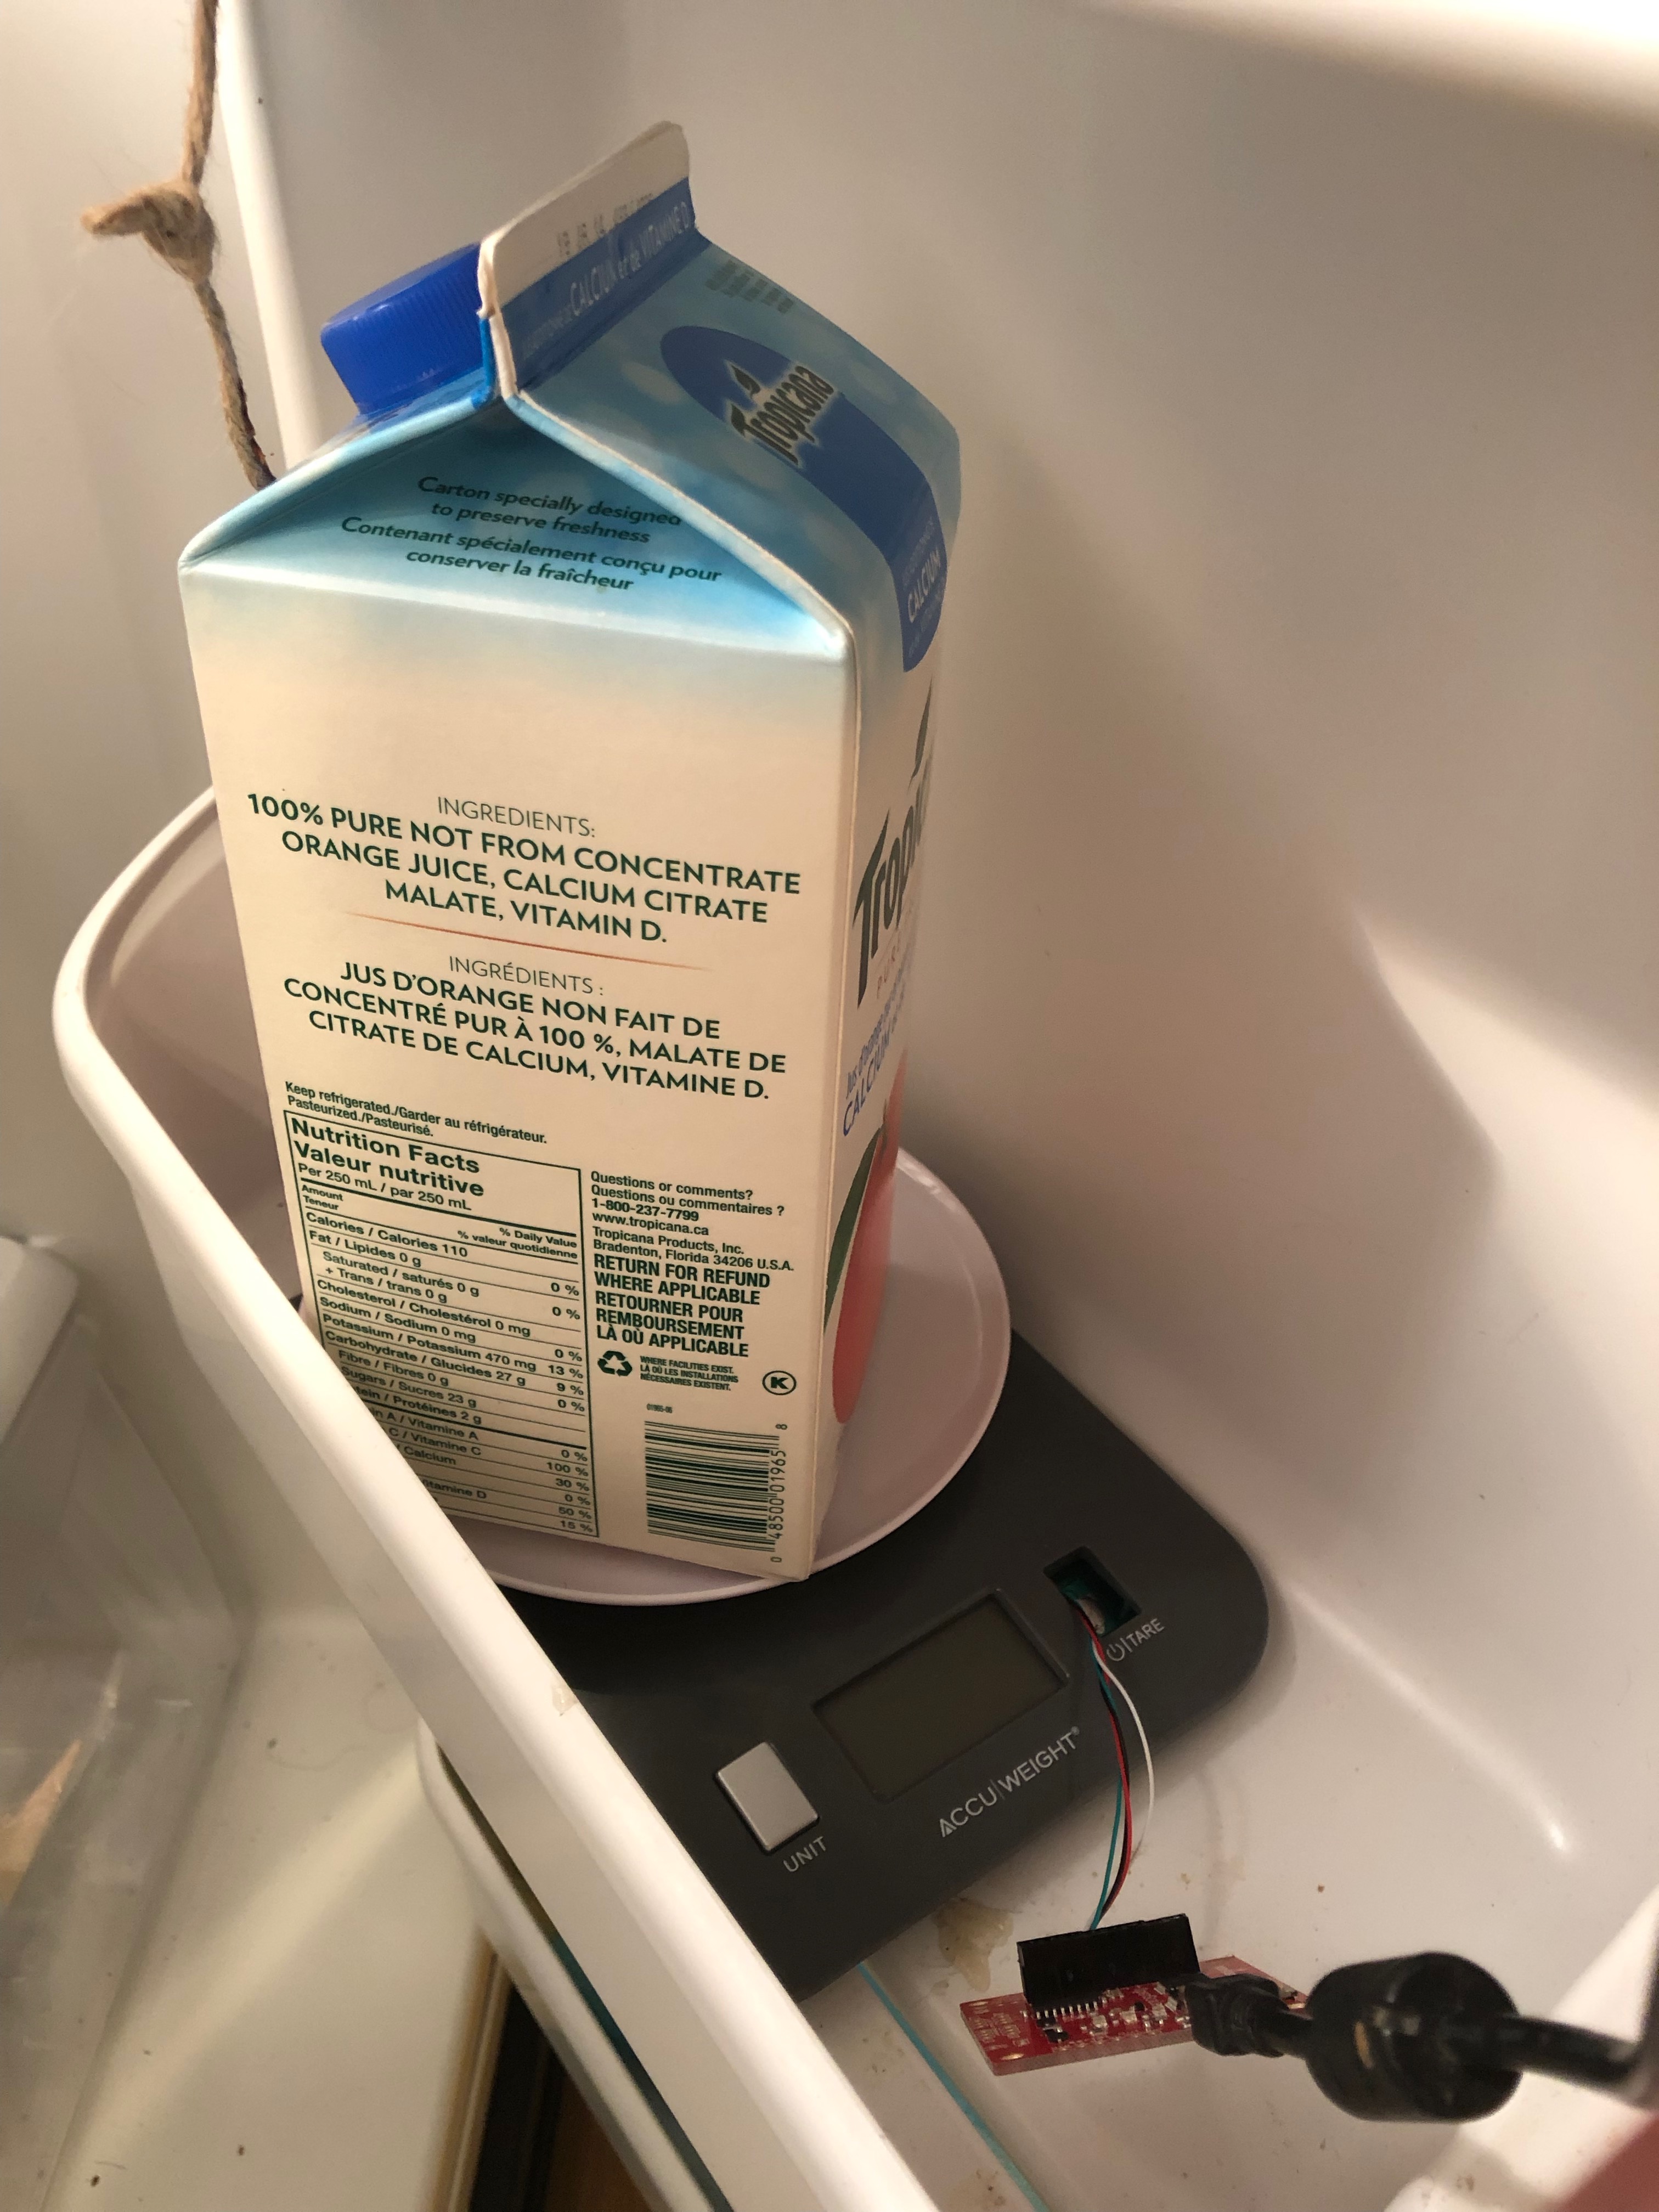 CALCIUM et de VITAMINE D
Tropicana
CALCIUM
Carton specially designed
to preserve freshness
Contenant spécialement conçu pour
conserver la fraîcheur
INGREDIENTS:
100% PURE NOT FROM CONCENTRATE
ORANGE JUICE, CALCIUM CITRATE
MALATE, VITAMIN D.
INGRÉDIENTS :
JUS D'ORANGE NON FAIT DE
CONCENTRÉ PUR À 100 %, MALATE DE
CITRATE DE CALCIUM, VITAMINE D.
Keep refrigerated./Garder au réfrigérateur.
Pasteurized./Pasteurisé.
Nutrition Facts
Valeur nutritive
Per 250 mL / par 250 mL
Amount
Teneur
% Daily Value
% valeur quotidienne
Calories / Calories 110
Fat / Lipides 0 g 0 %
Saturated / saturés 0 g
+ Trans / trans 0 g 0 %
Cholesterol / Cholestérol 0 mg
Sodium / Sodium 0 mg 0 %
Potassium / Potassium 470 mg 13 %
Carbohydrate / Glucides 27 g 9 %
Fibre / Fibres 0 g 0 %
Sugars / Sucres 23 g
Protéines 2 g
A / Vitamine A 0 %
C / Vitamine C 100 %
Calcium 30 %
0 %
Vitamine D 50 %
15 %
Questions or comments?
Questions ou commentaires ?
1-800-237-7799
www.tropicana.ca
Tropicana Products, Inc.
Bradenton, Florida 34206 U.S.A.
RETURN FOR REFUND
WHERE APPLICABLE
RETOURNER POUR
REMBOURSEMENT
LÀ OÙ APPLICABLE
WHERE FACILITIES EXIST.
LÀ OÙ LES INSTALLATIONS
NÉCESSAIRES EXISTENT.
K
0 48500 01965 8
CALCIUM
TARE
ACCU|WEIGHT®
UNIT